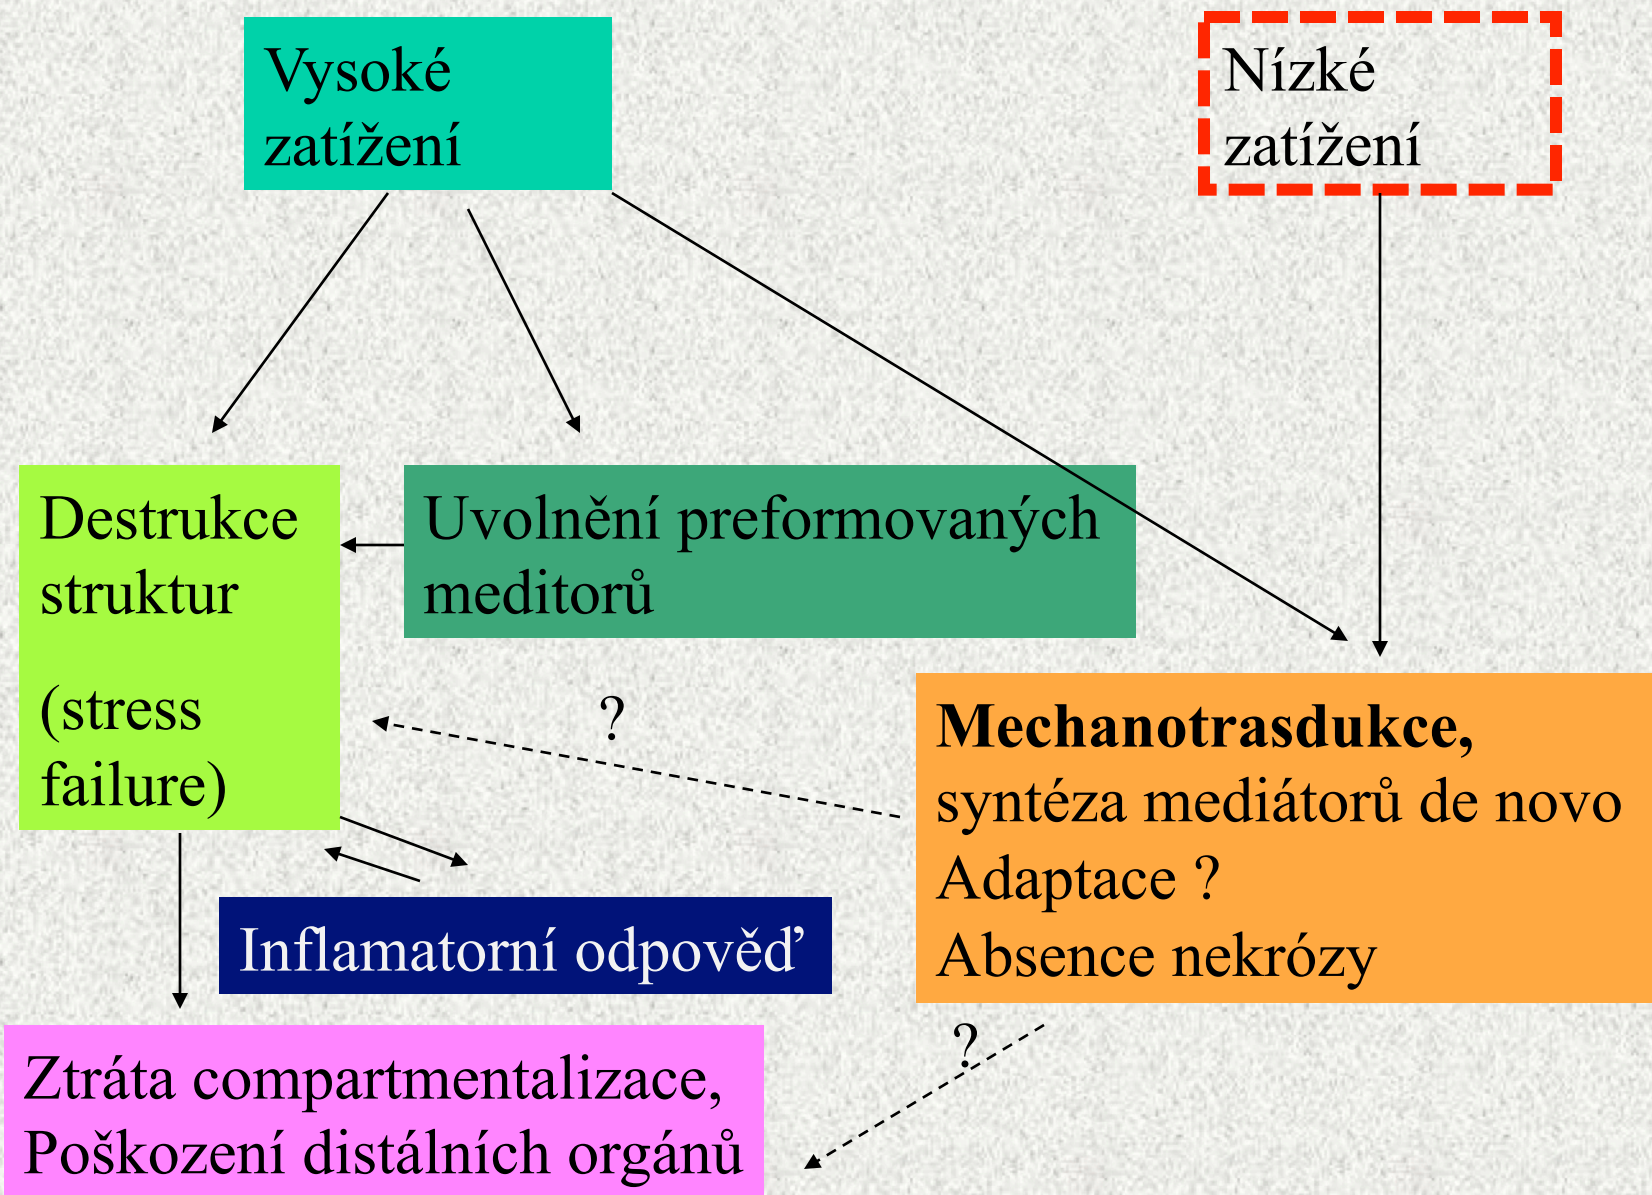 Vysoké
zatížení
Nízké
zatížení
Destrukce
struktur
(stress
failure)
Uvolnění preformovaných
meditorů
?
Mechanotrasdukce,
syntéza mediátorů de novo
Adaptace ?
Absence nekrózy
Inflamatorní odpověď
?
Ztráta compartmentalizace,
Poškození distálních orgánů